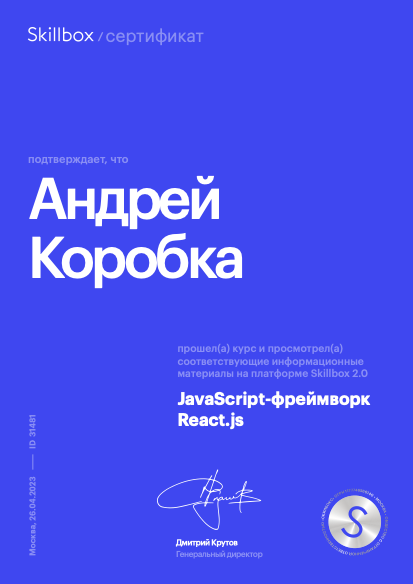 Skillbox / сертификат
подтверждает, что
Андрей
Коробка
прошел(а) курс и просмотрел(а)
соответствующие информационные
материалы на платформе Skillbox 2.0
JavaScript-фреймворк
React.js
Москва, 26.04.2023 — ID 31481
Дмитрий Крутов
Генеральный директор
S